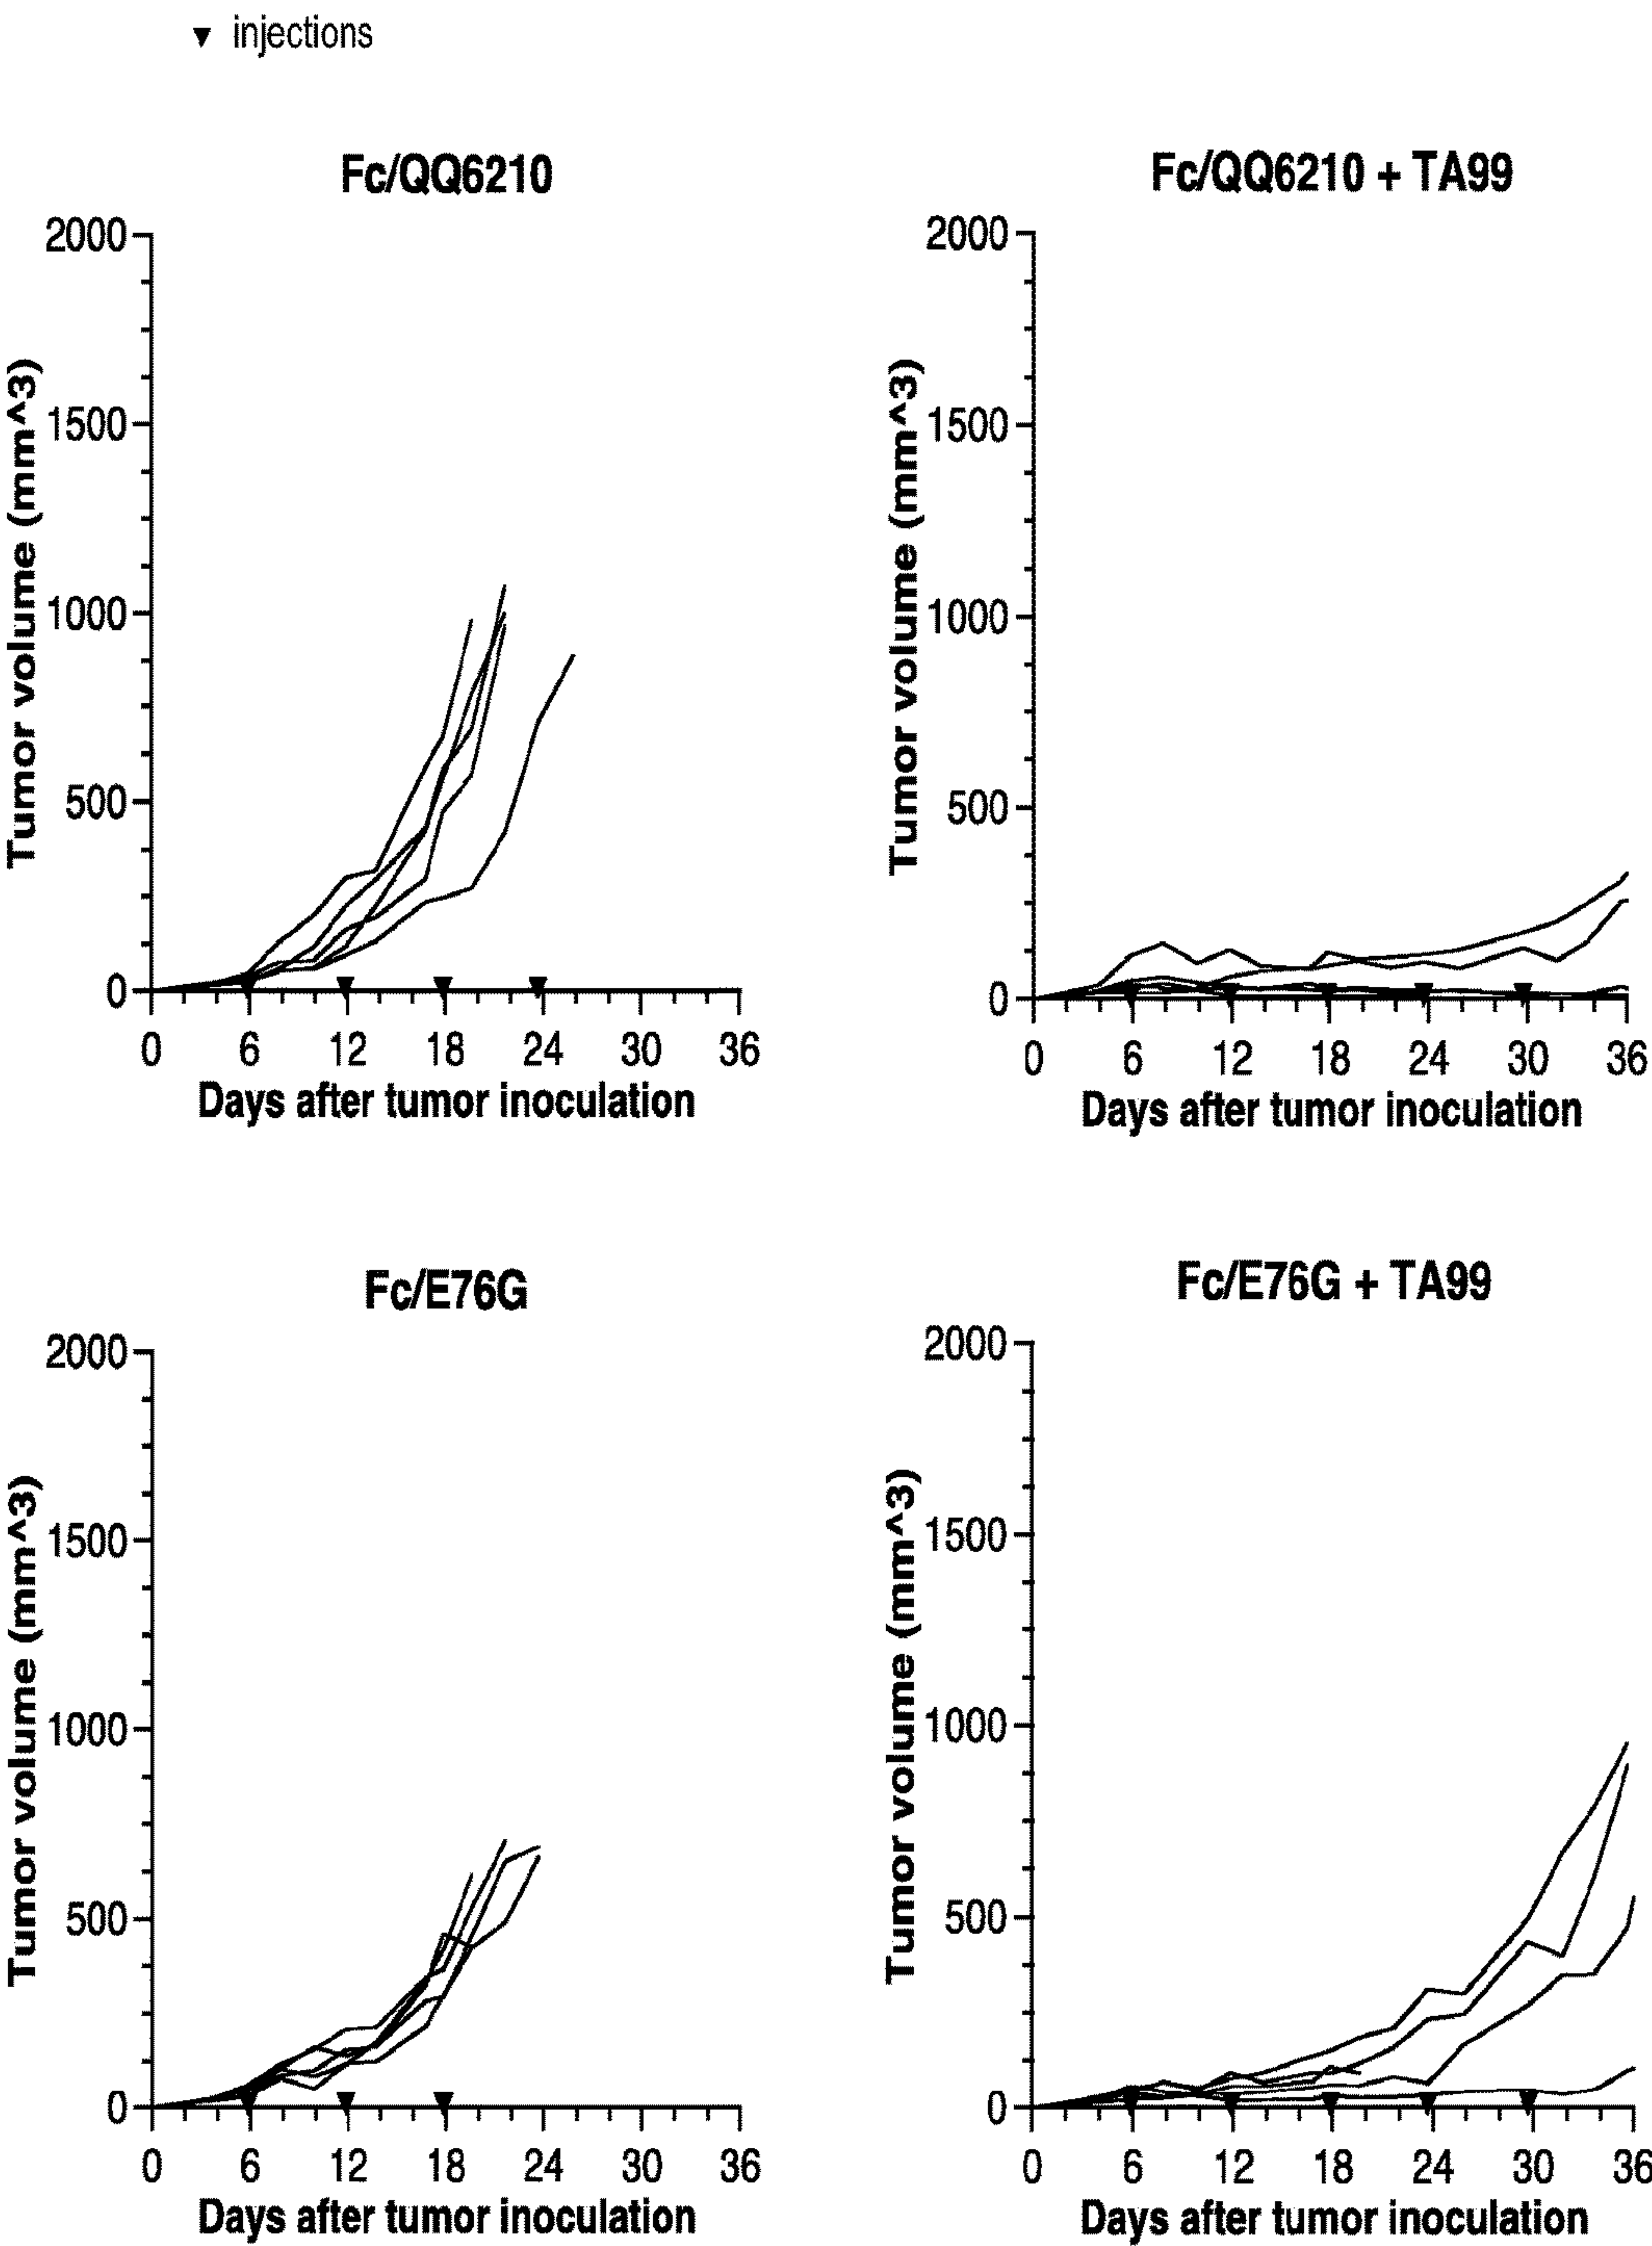 ▼ injections
Fc/QQ6210
Fc/QQ6210 + TA99
2000
1500
1000
500
0
Tumor volume (mm^3)
0 6 12 18 24 30 36
Days after tumor inoculation
2000
1500
1000
500
0
Tumor volume (mm^3)
0 6 12 18 24 30 36
Days after tumor inoculation
Fc/E76G
Fc/E76G + TA99
2000
1500
1000
500
0
Tumor volume (mm^3)
0 6 12 18 24 30 36
Days after tumor inoculation
2000
1500
1000
500
0
Tumor volume (mm^3)
0 6 12 18 24 30 36
Days after tumor inoculation